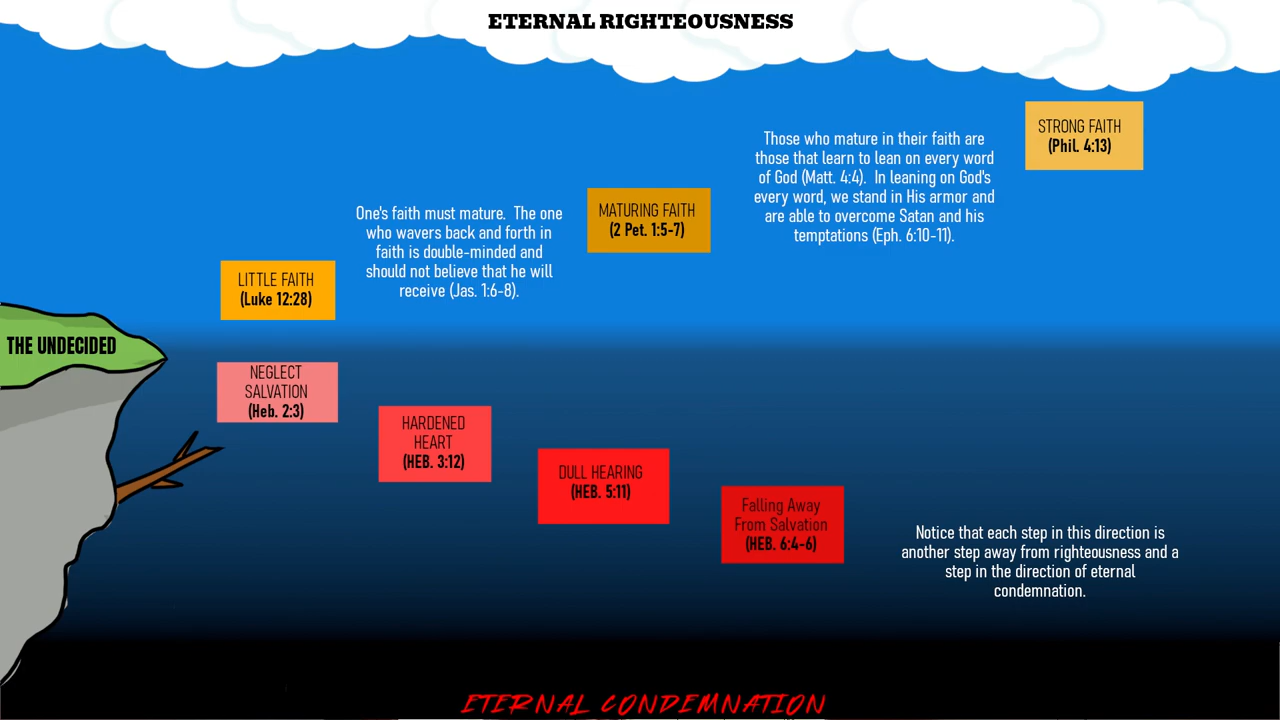 ETERNAL RIGHTEOUSNESS
STRONG FAITH
(Phil. 4:13)
Those who mature in their faith are
those that learn to lean on every word
of God (Matt. 4:4).  In leaning on God's
every word, we stand in His armor and
are able to overcome Satan and his
temptations (Eph. 6:10-11).
MATURING FAITH
(2 Pet. 1:5-7)
One's faith must mature.  The one
who wavers back and forth in
faith is double-minded and
should not believe that he will
receive (Jas. 1:6-8).
LITTLE FAITH
(Luke 12:28)
THE UNDECIDED
NEGLECT
SALVATION
(Heb. 2:3)
HARDENED
HEART
(HEB. 3:12)
DULL HEARING
(HEB. 5:11)
Falling Away
From Salvation
(HEB. 6:4-6)
Notice that each step in this direction is
another step away from righteousness and a
step in the direction of eternal
condemnation.
ETERNAL CONDEMNATION